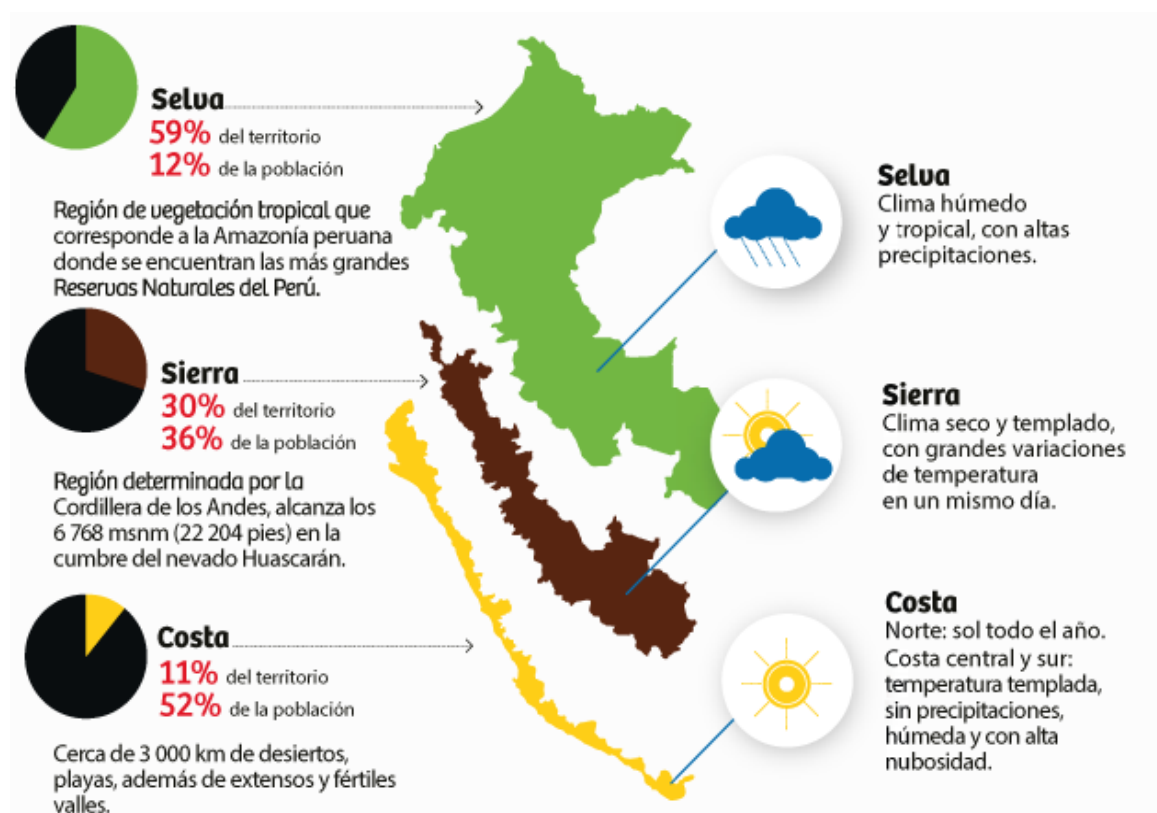 Selva
59% del territorio
12% de la población
Región de vegetación tropical que
corresponde a la Amazonía peruana
donde se encuentran las más grandes
Reservas Naturales del Perú.
Sierra
30% del territorio
36% de la población
Región determinada por la
Cordillera de los Andes, alcanza los
6 768 msnm (22 204 pies) en la
cumbre del nevado Huascarán.
Costa
11% del territorio
52% de la población
Cerca de 3 000 km de desiertos,
playas, además de extensos y fértiles
valles.
Selva
Clima húmedo
y tropical, con altas
precipitaciones.
Sierra
Clima seco y templado,
con grandes variaciones
de temperatura
en un mismo día.
Costa
Norte: sol todo el año.
Costa central y sur:
temperatura templada,
sin precipitaciones,
húmeda y con alta
nubosidad.